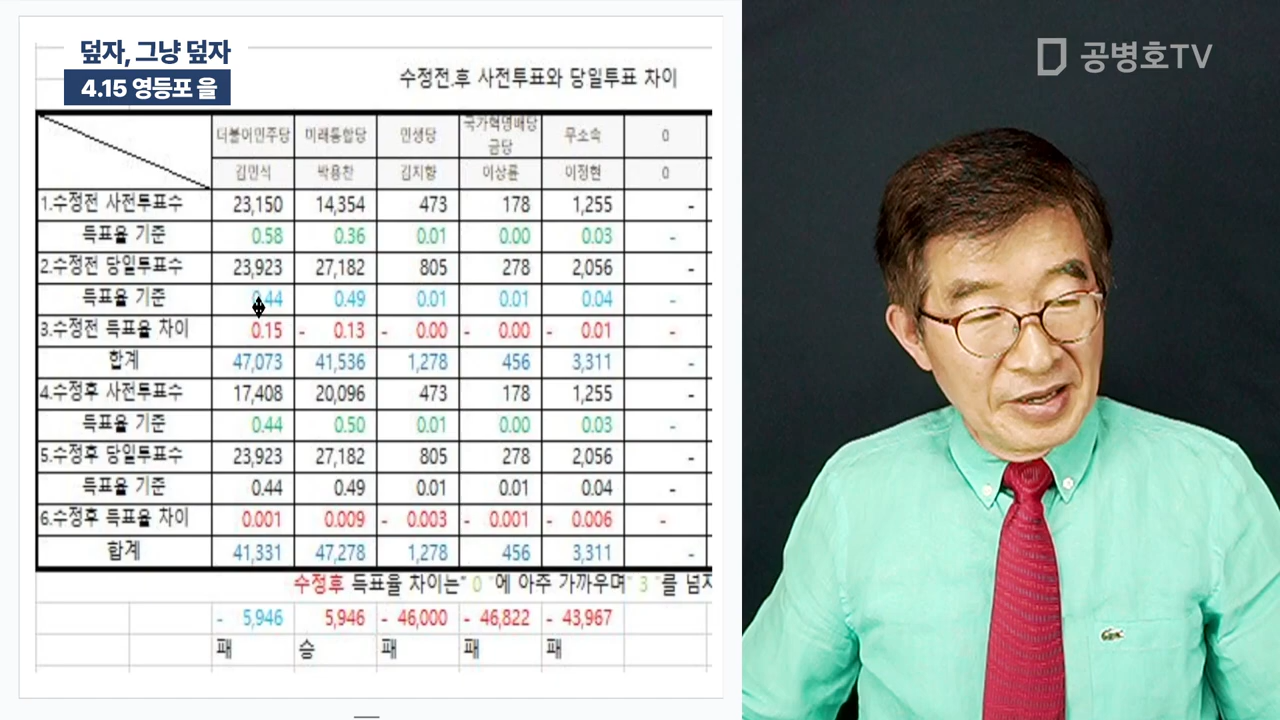 덮자, 그냥 덮자
4.15 영등포 을
공병호TV
수정전.후 사전투표와 당일투표 차이
더불어민주당 미래통합당 민생당 국가혁명배당금당 무소속 0
김민석 박용찬 김지향 이상윤 이정현 0
1.수정전 사전투표수 23,150 14,354 473 178 1,255 -
득표율 기준 0.58 0.36 0.01 0.00 0.03 -
2.수정전 당일투표수 23,923 27,182 805 278 2,056 -
득표율 기준 0.44 0.49 0.01 0.01 0.04 -
3.수정전 득표율 차이 0.15 - 0.13 - 0.00 - 0.00 - 0.01 -
합계 47,073 41,536 1,278 456 3,311 -
4.수정후 사전투표수 17,408 20,096 473 178 1,255 -
득표율 기준 0.44 0.50 0.01 0.00 0.03 -
5.수정후 당일투표수 23,923 27,182 805 278 2,056 -
득표율 기준 0.44 0.49 0.01 0.01 0.04 -
6.수정후 득표율 차이 0.001 0.009 - 0.003 - 0.001 - 0.006 -
합계 41,331 47,278 1,278 456 3,311 -
수정후 득표율 차이는" 0 "에 아주 가까우며" 3 "를 넘지
- 5,946 5,946 - 46,000 - 46,822 - 43,967
패 승 패 패 패